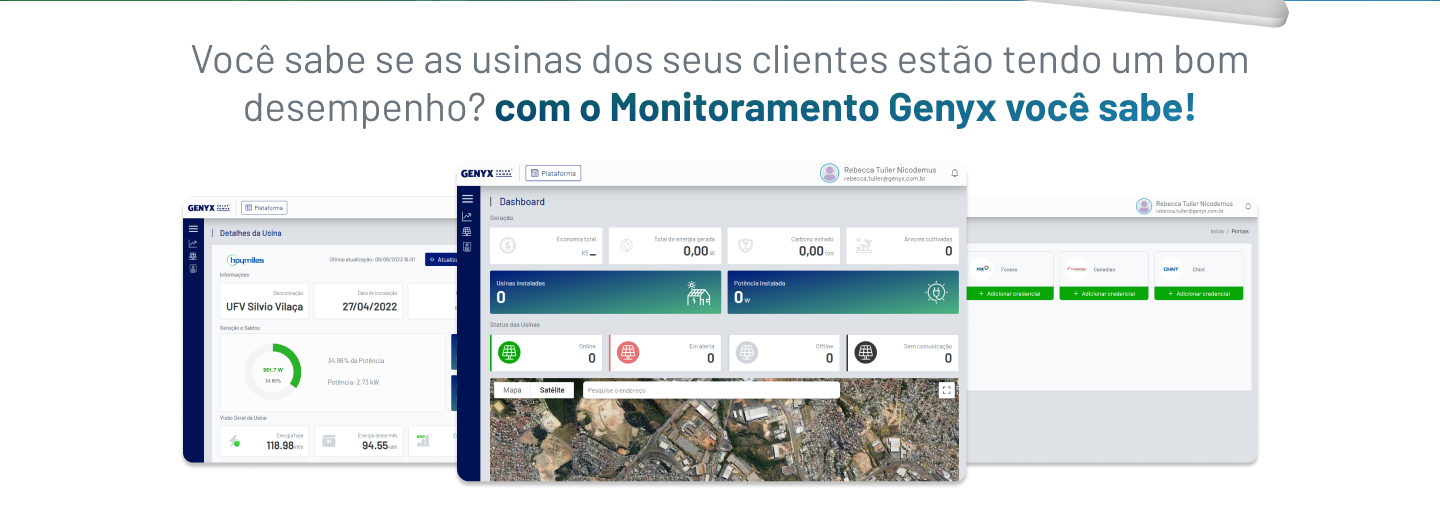 Você sabe se as usinas dos seus clientes estão tendo um bom
desempenho? com o Monitoramento Genyx você sabe!
GENYX SOLAR POWER
Plataforma
Detalhes da Usina
hoymiles
Última atualização: 09/08/2023 16:01
Informações
Denominação
UFV Silvio Vilaça
Data de instalação
27/04/2022
Geração e Saldos
951.7 W
34.86%
34.86% da Potência
Potência: 2.73 kW
Visão Geral da Usina
Energia hoje
118.98kWh
Energia deste mês
94.55kWh
GENYX SOLAR POWER
Plataforma
Rebecca Tuller Nicodemus
rebecca.tuller@genyx.com.br
Dashboard
Geração
Economia total
R$ _
Total de energia gerada
0,00 W
Carbono evitado
0,00 ton
Árvores cultivadas
0
Usinas instaladas
0
Potência instalada
0 W
Status das Usinas
Online
0
Em alerta
0
Offline
0
Sem comunicação
0
Mapa
Satélite
Pesquise o endereço
Rebecca Tuller Nicodemus
rebecca.tuller@genyx.com.br
Início / Portais
Foxess
+ Adicionar credencial
Canadian
+ Adicionar credencial
CHINT
Chint
+ Adicionar credencial